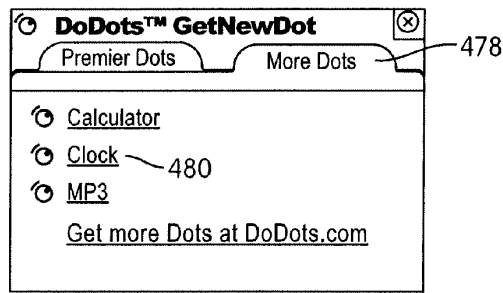 DoDots™ GetNewDot
Premier Dots More Dots 478
Calculator
Clock 480
MP3
Get more Dots at DoDots.com